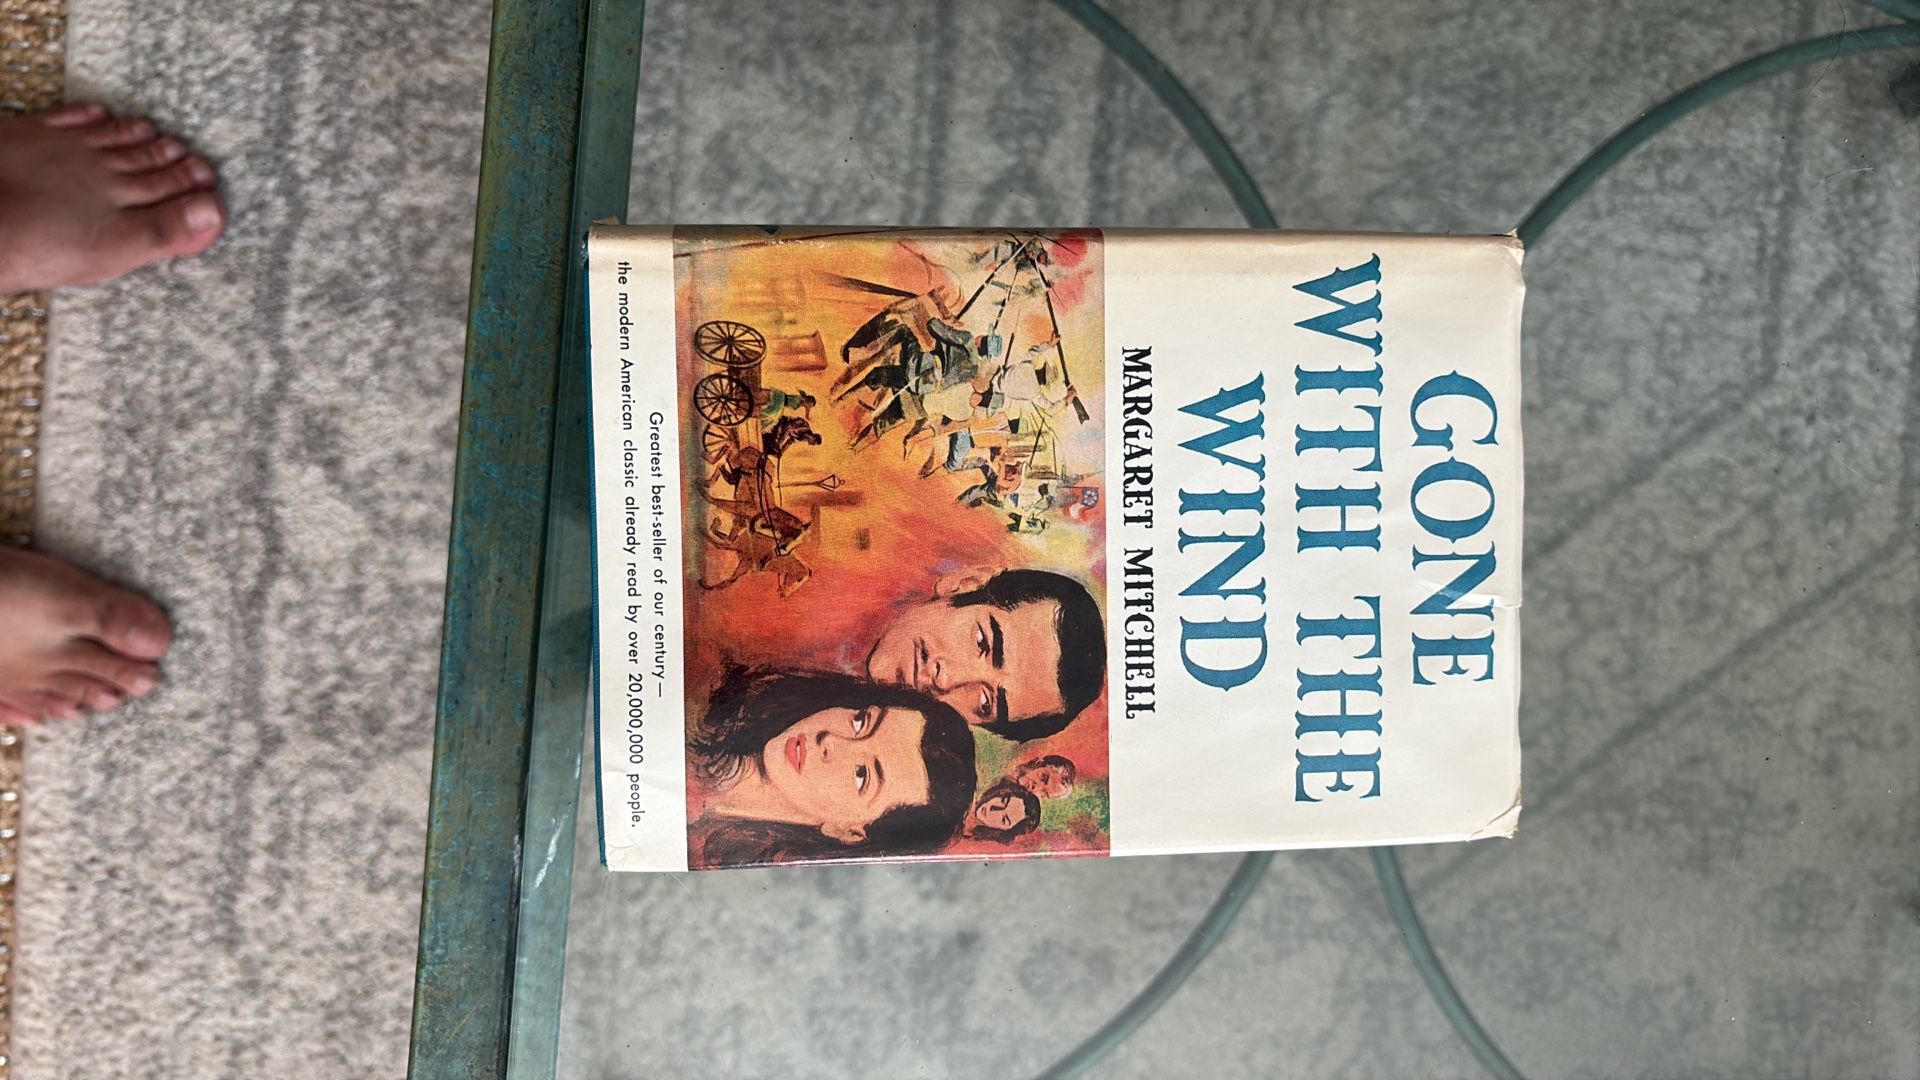 GONE
WITH THE
WIND
MARGARET MITCHELL
Greatest best-seller of our century—
the modern American classic already read by over 20,000,000 people.